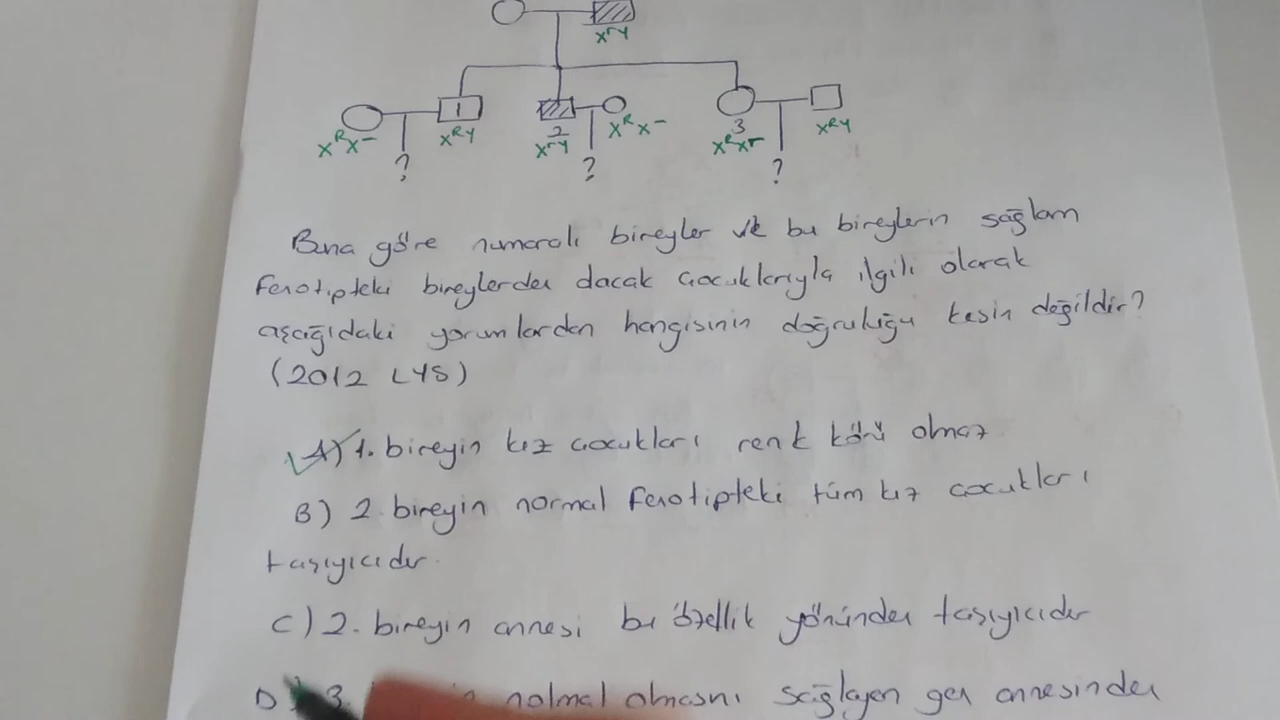 XʳY
1
XᴿX⁻
XᴿY
2
XʳY
XᴿX⁻
3
XᴿXʳ
XᴿY
?
?
?
Buna göre numaralı bireyler ve bu bireylerin sağlam
fenotipteki bireylerden dacak çocuklarıyla ilgili olarak
aşağıdaki yorumlardan hangisinin doğruluğu kesin değildir?
(2012 LYS)
A) 1. bireyin kız çocukları renk körü olmaz
B) 2. bireyin normal fenotipteki tüm kız çocukları
taşıyıcıdır.
C) 2. bireyin annesi bu özellik yönünden taşıyıcıdır
D) 3. nolmal olmasını sağlayan gen annesinden